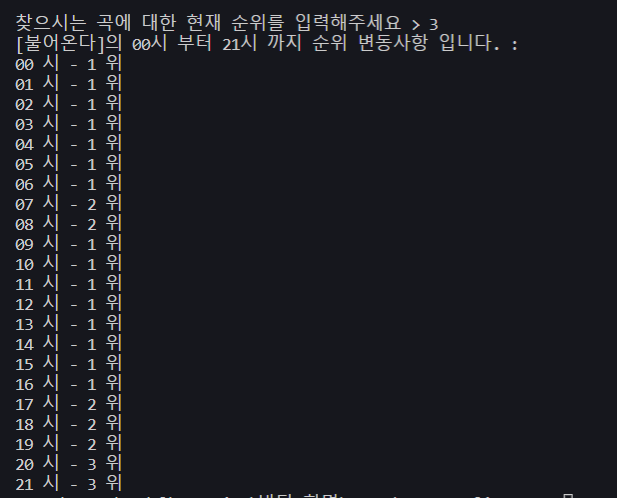 찾으시는 곡에 대한 현재 순위를 입력해주세요 > 3
[불어온다]의 00시 부터 21시 까지 순위 변동사항 입니다. :
00 시 - 1 위
01 시 - 1 위
02 시 - 1 위
03 시 - 1 위
04 시 - 1 위
05 시 - 1 위
06 시 - 1 위
07 시 - 2 위
08 시 - 2 위
09 시 - 1 위
10 시 - 1 위
11 시 - 1 위
12 시 - 1 위
13 시 - 1 위
14 시 - 1 위
15 시 - 1 위
16 시 - 1 위
17 시 - 2 위
18 시 - 2 위
19 시 - 2 위
20 시 - 3 위
21 시 - 3 위